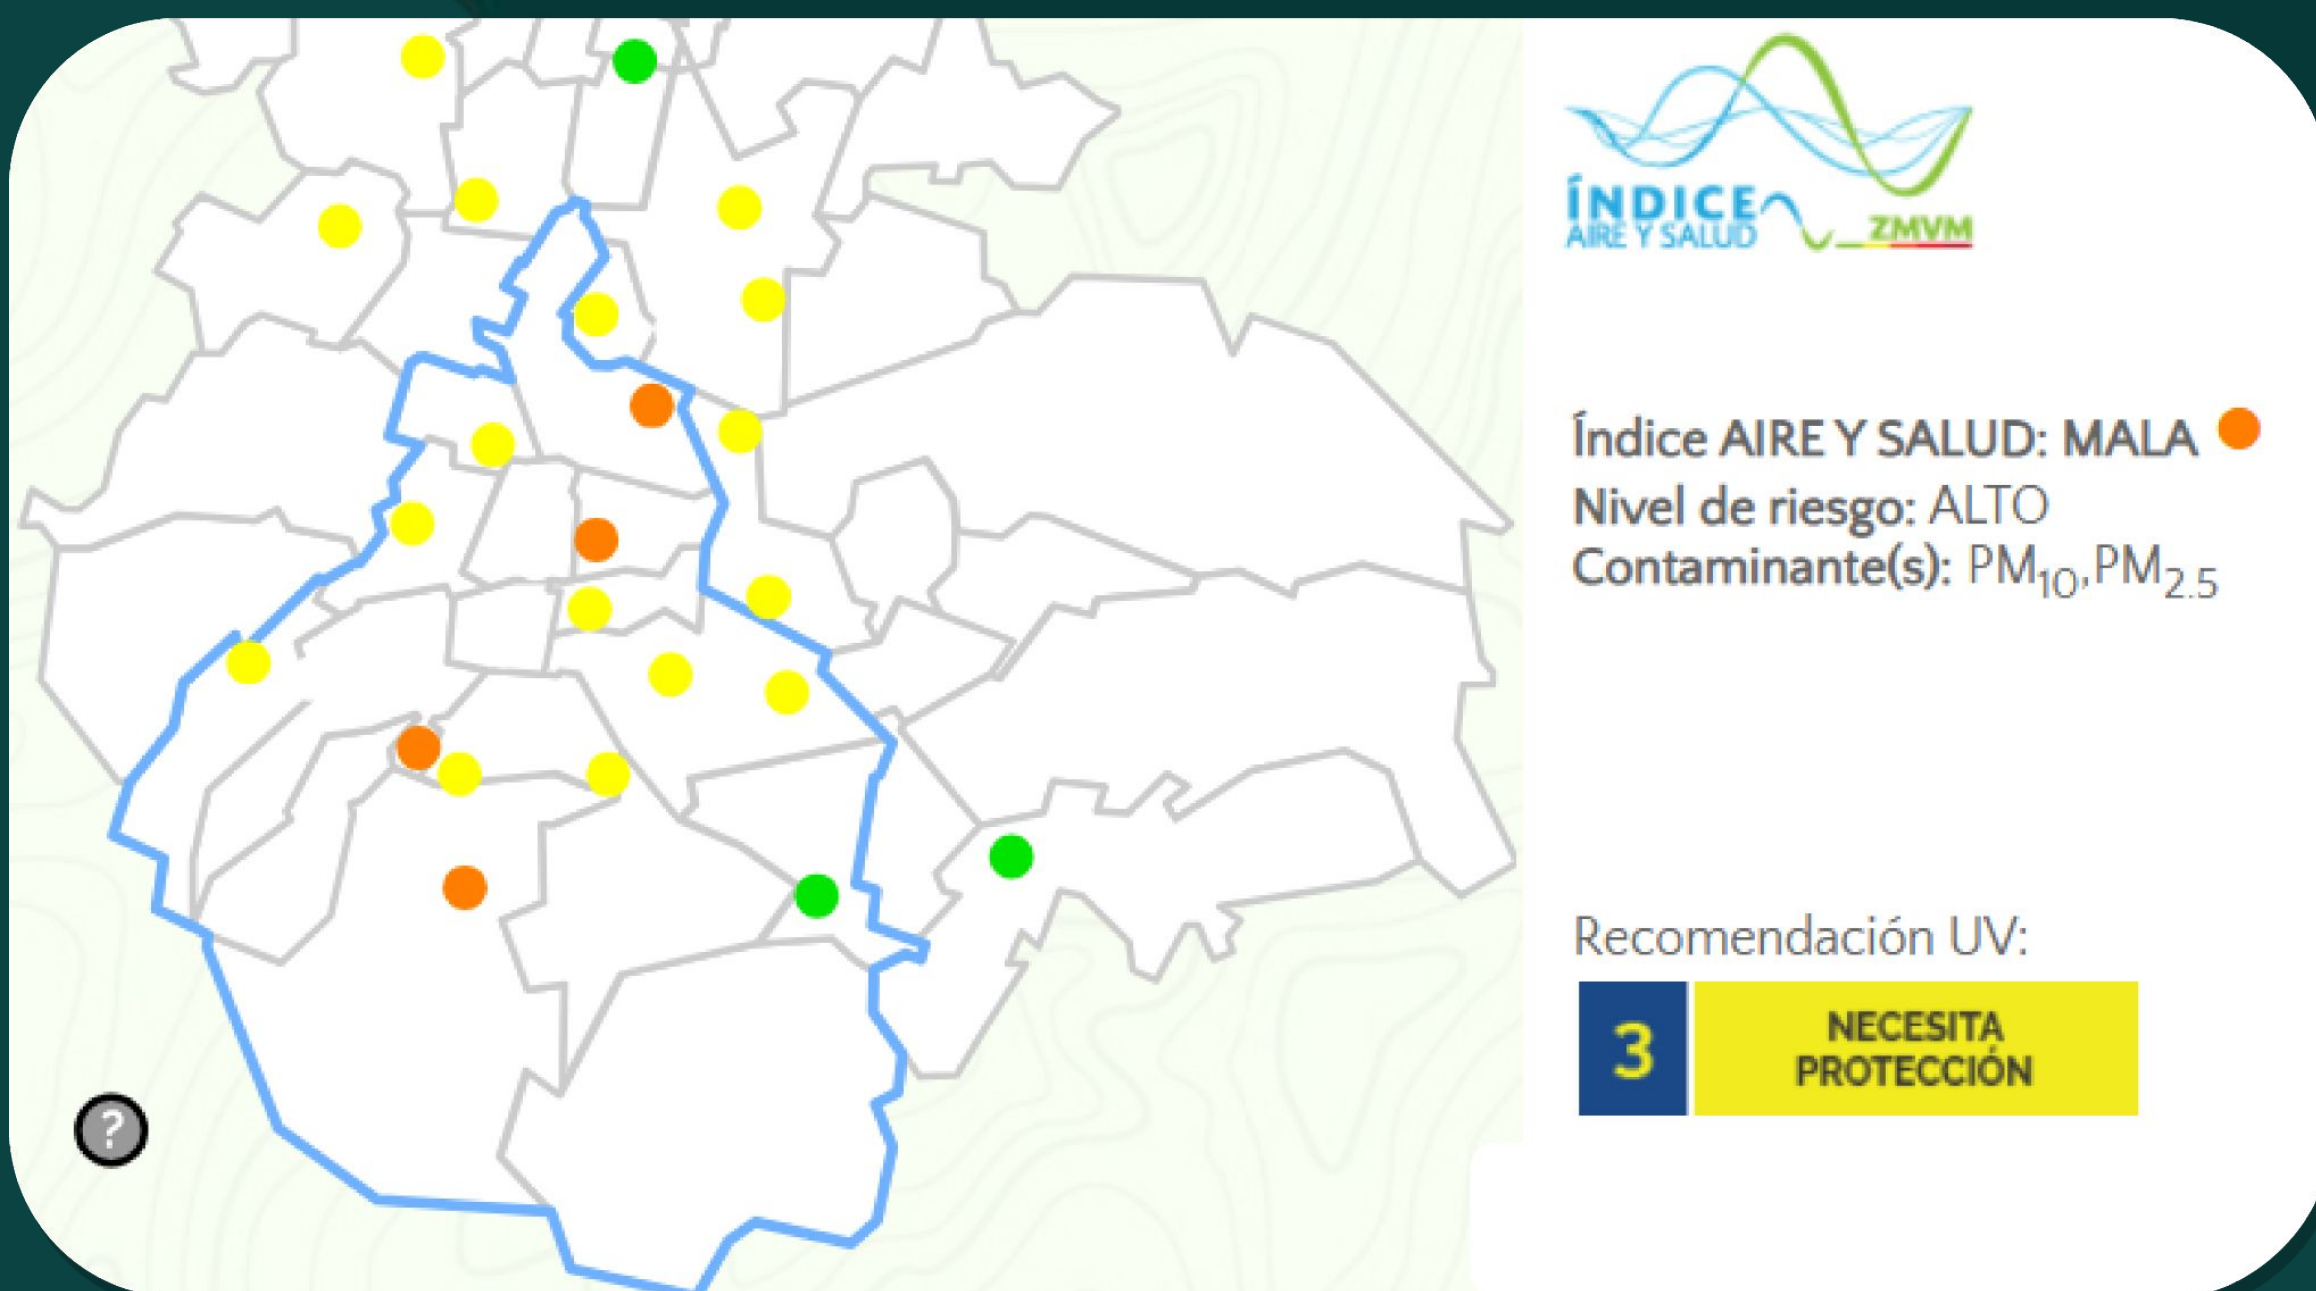 ÍNDICE
AIRE Y SALUD
ZMVM
Índice AIRE Y SALUD: MALA
Nivel de riesgo: ALTO
Contaminante(s): PM₁₀,PM₂.₅
Recomendación UV:
3
NECESITA
PROTECCIÓN
?